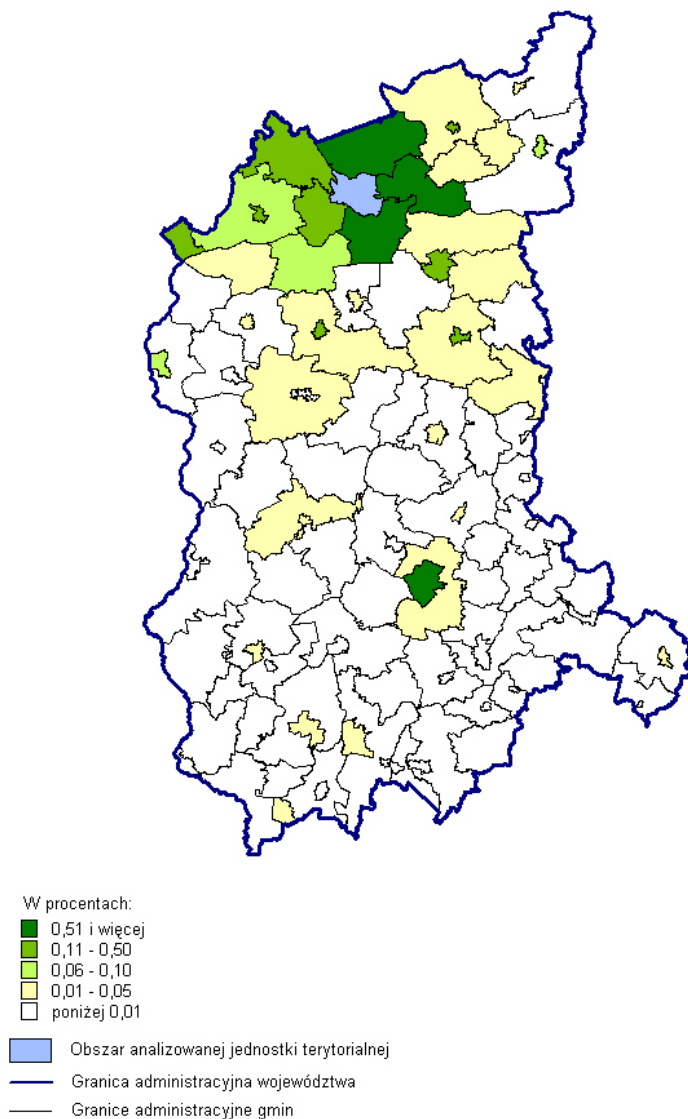 W procentach:
0,51 i więcej
0,11 - 0,50
0,06 - 0,10
0,01 - 0,05
poniżej 0,01
Obszar analizowanej jednostki terytorialnej
Granica administracyjna województwa
Granice administracyjne gmin